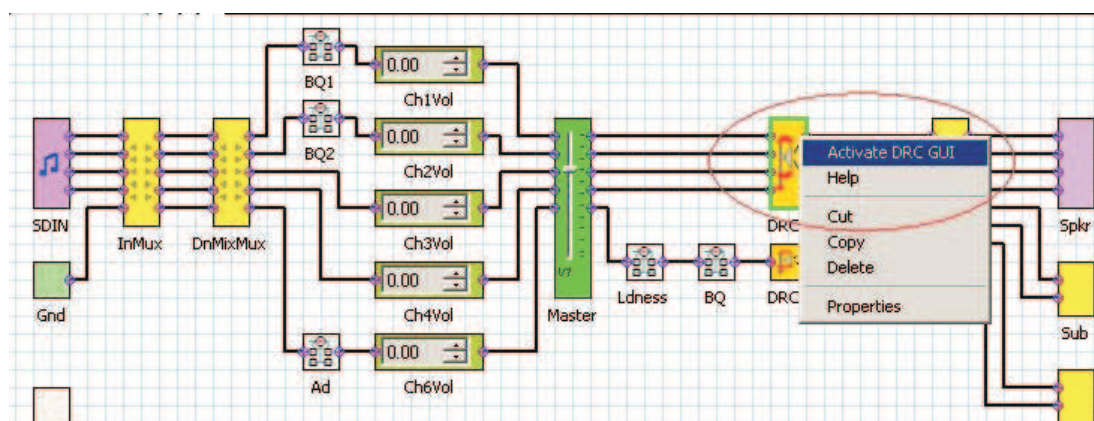 BQ1
0.00
Ch1Vol
BQ2
0.00
Ch2Vol
SDIN
InMux
DnMixMux
0.00
Ch3Vol
Gnd
0.00
Ch4Vol
Master
Ldness
BQ
DRC
DRC
Activate DRC GUI
Help
Cut
Copy
Delete
Properties
Spkr
Sub
Ad
0.00
Ch6Vol